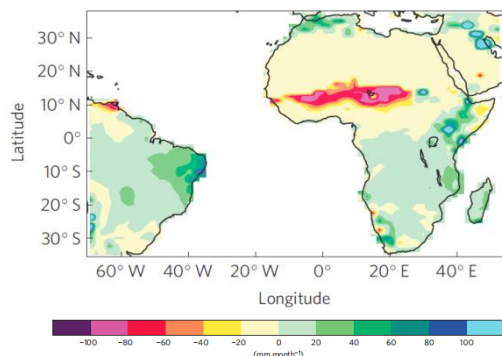 30° N
20° N
10° N
0°
10° S
20° S
30° S
Latitude
60° W
40° W
20° W
0°
20° E
40° E
Longitude
−100
−80
−60
−40
−20
0
20
40
60
80
100
(mm month⁻¹)